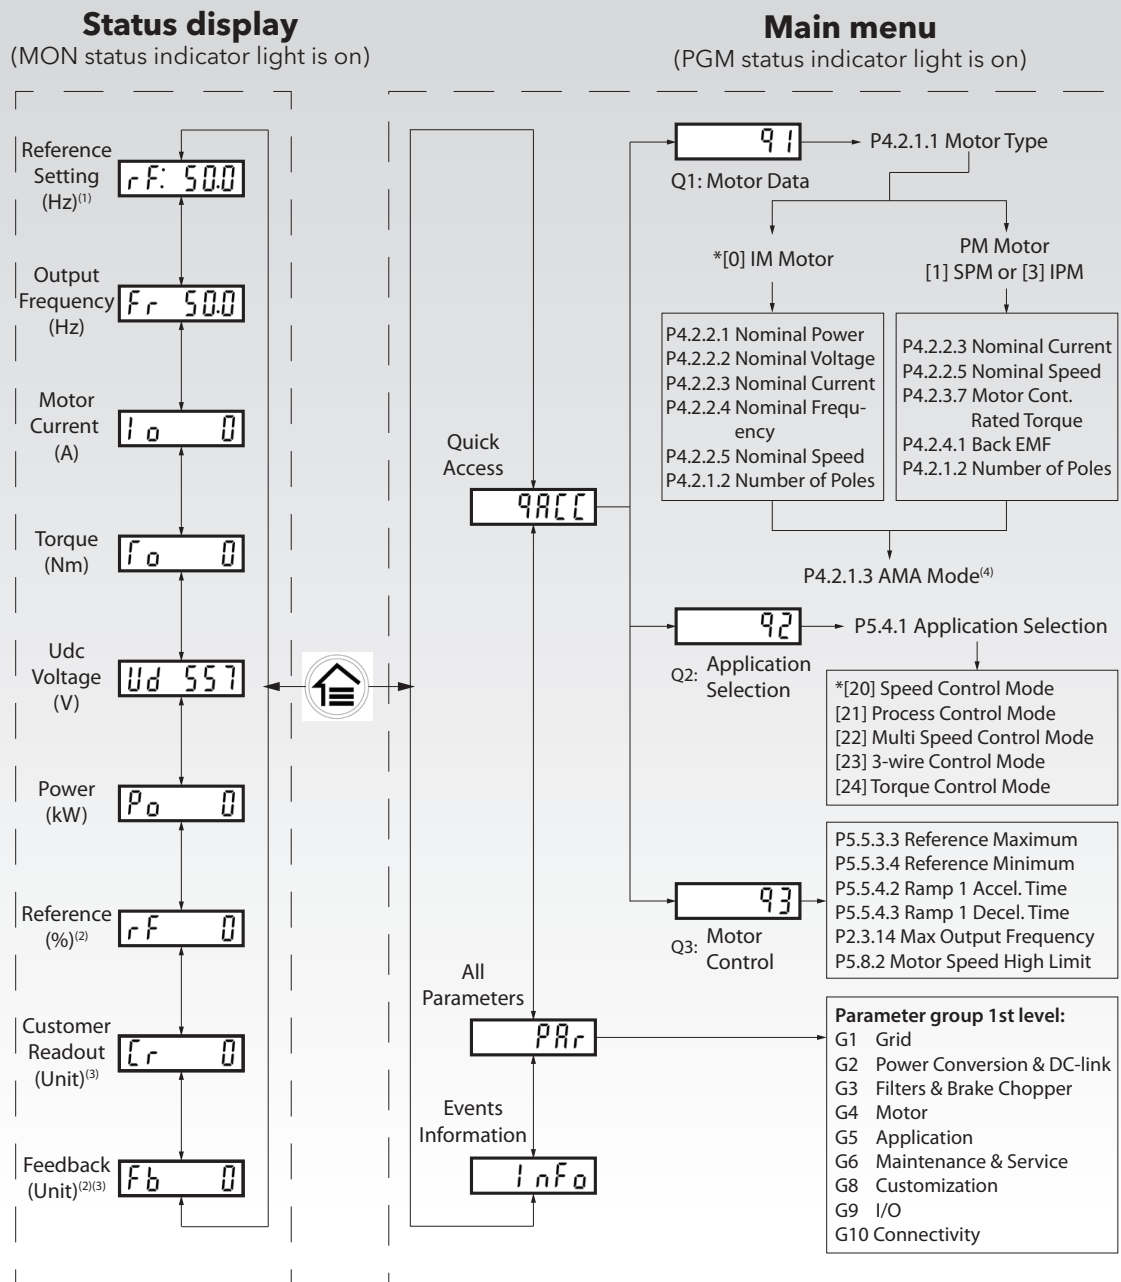 Status display
(MON status indicator light is on)
Reference
Setting
(Hz)(1)
rF: 50.0
Output
Frequency
(Hz)
Fr 50.0
Motor
Current
(A)
Io 0
Torque
(Nm)
To 0
Udc
Voltage
(V)
Ud 557
Power
(kW)
Po 0
Reference
(%)(2)
rF 0
Customer
Readout
(Unit)(3)
Cr 0
Feedback
(Unit)(2)(3)
Fb 0
Main menu
(PGM status indicator light is on)
Quick
Access
qACC
q1
Q1: Motor Data
P4.2.1.1 Motor Type
*[0] IM Motor
PM Motor
[1] SPM or [3] IPM
P4.2.2.1 Nominal Power
P4.2.2.2 Nominal Voltage
P4.2.2.3 Nominal Current
P4.2.2.4 Nominal Frequ-
ency
P4.2.2.5 Nominal Speed
P4.2.1.2 Number of Poles
P4.2.2.3 Nominal Current
P4.2.2.5 Nominal Speed
P4.2.3.7 Motor Cont.
Rated Torque
P4.2.4.1 Back EMF
P4.2.1.2 Number of Poles
P4.2.1.3 AMA Mode(4)
q2
Q2: Application
Selection
P5.4.1 Application Selection
*[20] Speed Control Mode
[21] Process Control Mode
[22] Multi Speed Control Mode
[23] 3-wire Control Mode
[24] Torque Control Mode
q3
Q3: Motor
Control
P5.5.3.3 Reference Maximum
P5.5.3.4 Reference Minimum
P5.5.4.2 Ramp 1 Accel. Time
P5.5.4.3 Ramp 1 Decel. Time
P2.3.14 Max Output Frequency
P5.8.2 Motor Speed High Limit
All
Parameters
PAr
Parameter group 1st level:
G1 Grid
G2 Power Conversion & DC-link
G3 Filters & Brake Chopper
G4 Motor
G5 Application
G6 Maintenance & Service
G8 Customization
G9 I/O
G10 Connectivity
Events
Information
InFo